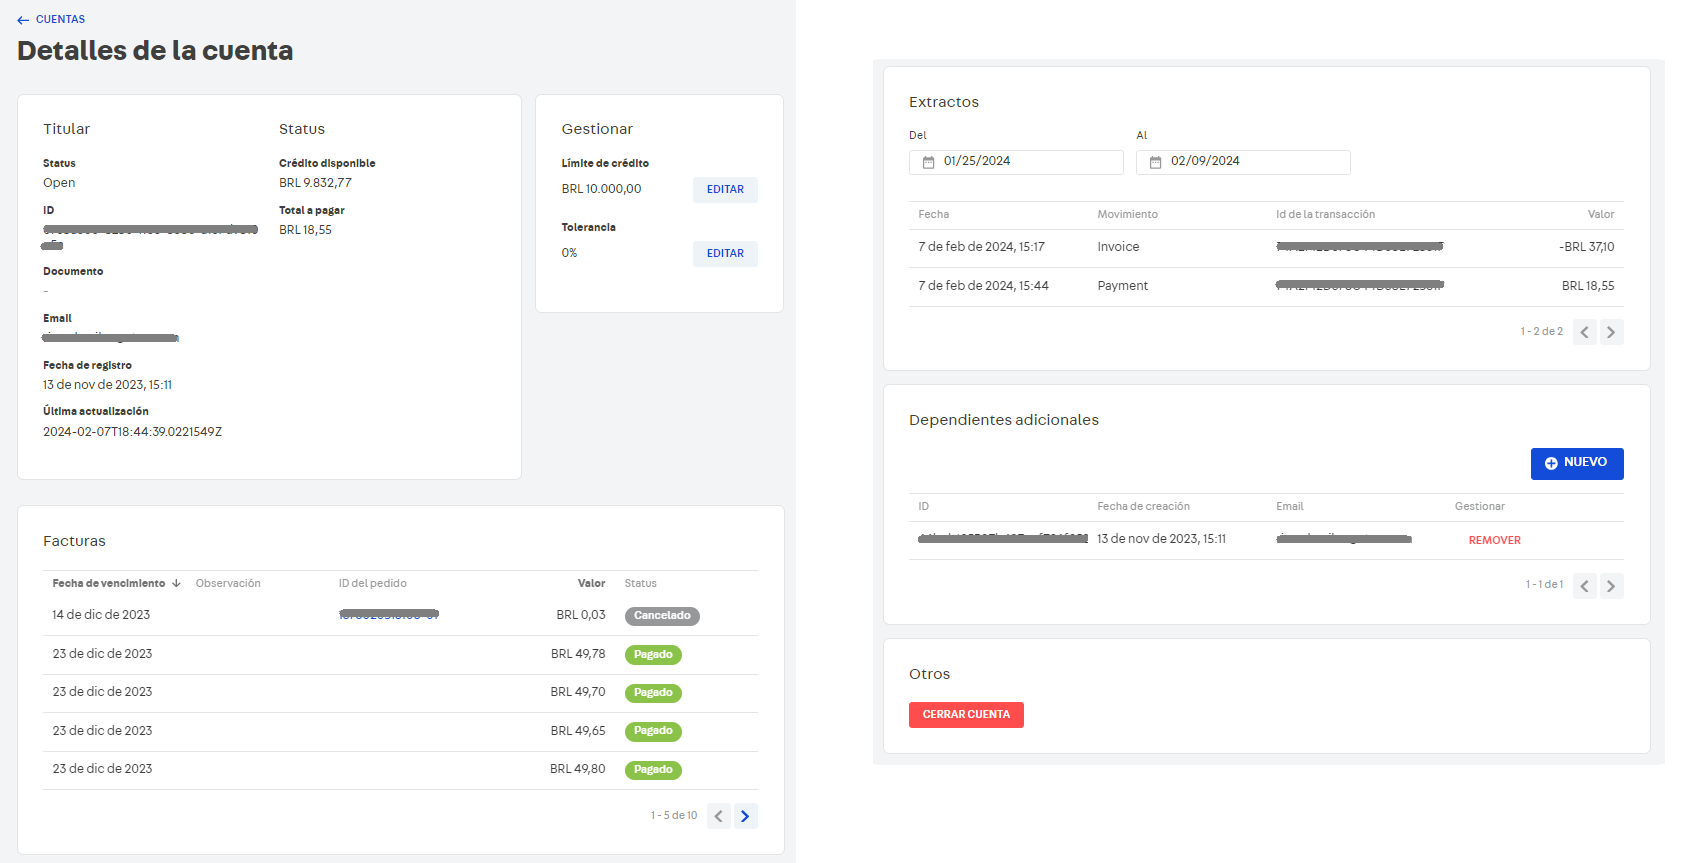 CUENTAS
Detalles de la cuenta
Titular
Status
Open
ID
Documento
-
Email
Fecha de registro
13 de nov de 2023, 15:11
Última actualización
2024-02-07T18:44:39.0221549Z
Status
Crédito disponible
BRL 9.832,77
Total a pagar
BRL 18,55
Gestionar
Límite de crédito
BRL 10.000,00 EDITAR
Tolerancia
0% EDITAR
Facturas
Fecha de vencimiento Observación ID del pedido Valor Status
14 de dic de 2023 BRL 0,03 Cancelado
23 de dic de 2023 BRL 49,78 Pagado
23 de dic de 2023 BRL 49,70 Pagado
23 de dic de 2023 BRL 49,65 Pagado
23 de dic de 2023 BRL 49,80 Pagado
1 - 5 de 10
Extractos
Del Al
01/25/2024 02/09/2024
Fecha Movimiento Id de la transacción Valor
7 de feb de 2024, 15:17 Invoice -BRL 37,10
7 de feb de 2024, 15:44 Payment BRL 18,55
1 - 2 de 2
Dependientes adicionales
NUEVO
ID Fecha de creación Email Gestionar
13 de nov de 2023, 15:11 REMOVER
1 - 1 de 1
Otros
CERRAR CUENTA